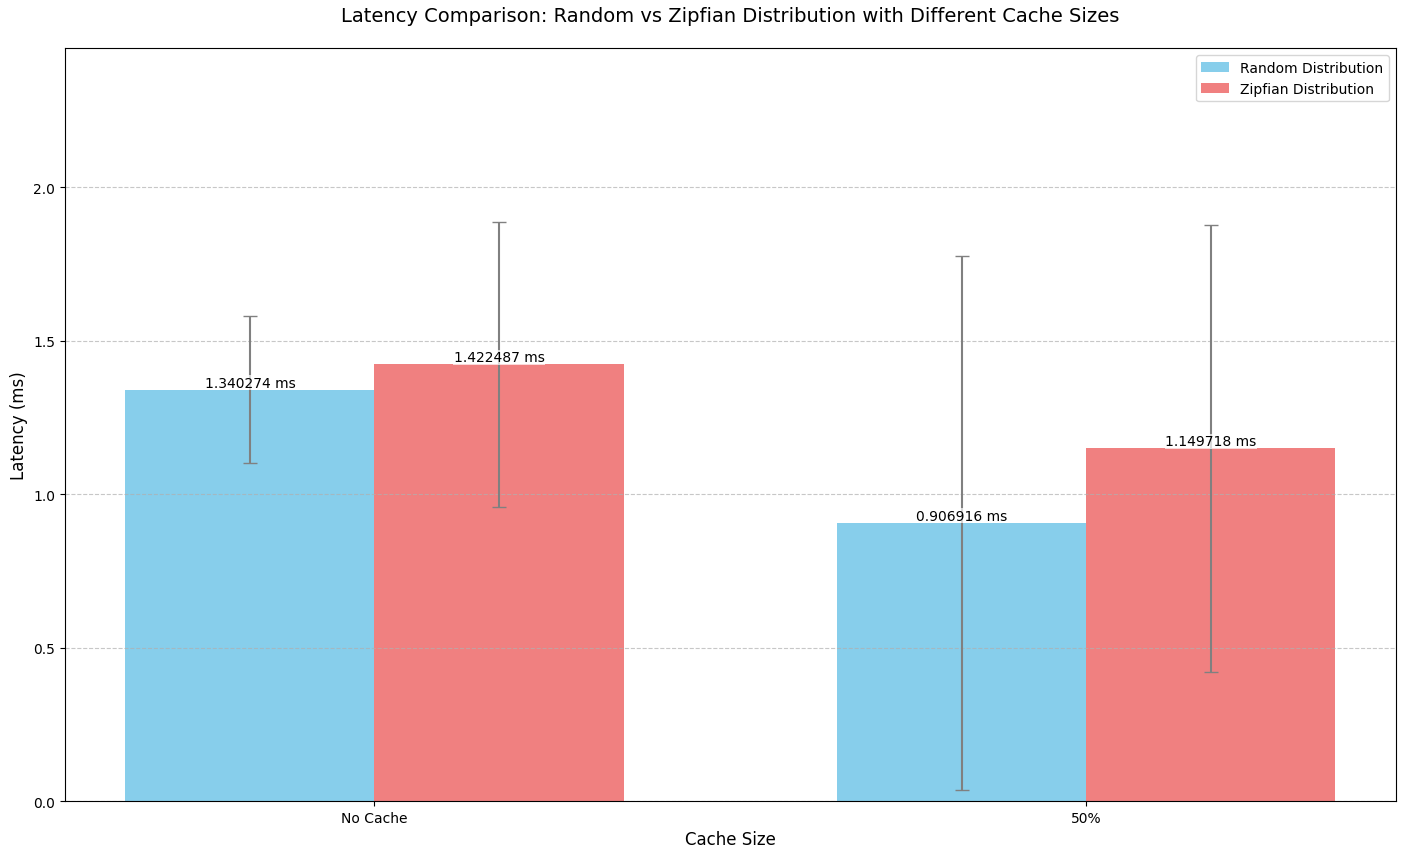 Latency Comparison: Random vs Zipfian Distribution with Different Cache Sizes
Random Distribution
Zipfian Distribution
Latency (ms)
2.0
1.5
1.0
0.5
0.0
1.340274 ms
1.422487 ms
0.906916 ms
1.149718 ms
No Cache
50%
Cache Size